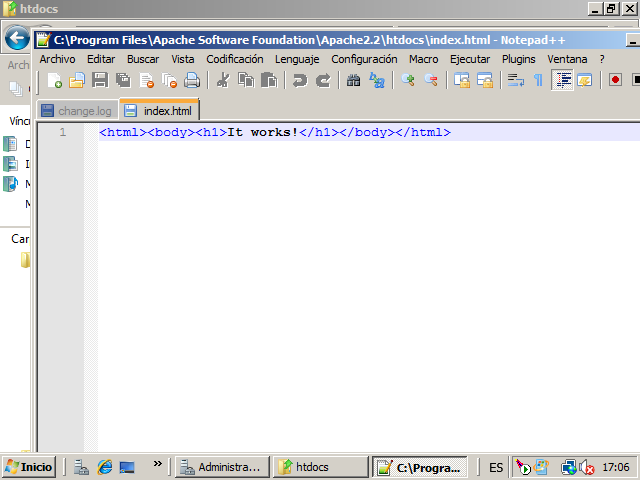 htdocs
C:\Program Files\Apache Software Foundation\Apache2.2\htdocs\index.html - Notepad++
Archivo Editar Buscar Vista Codificación Lenguaje Configuración Macro Ejecutar Plugins Ventana ?
change.log index.html
1 <html><body><h1>It works!</h1></body></html>
Arch
Víncu
D
I
M
M
Car
Inicio » Administra... htdocs C:\Progra... ES 17:06